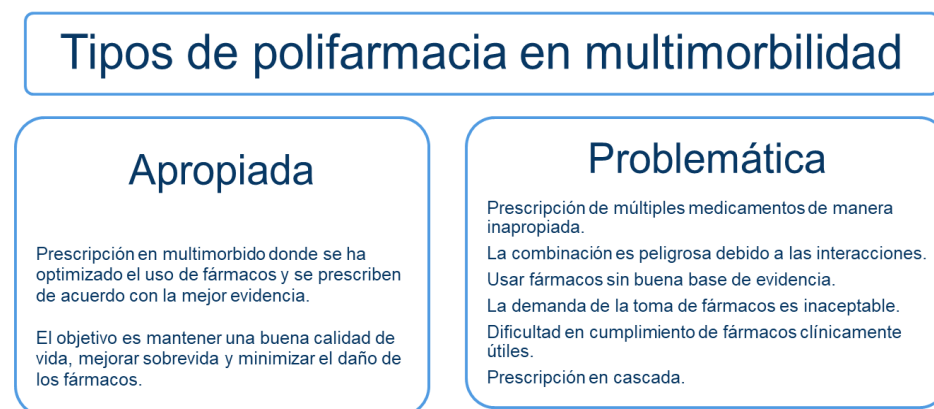 Tipos de polifarmacia en multimorbilidad
Apropiada
Prescripción en multimorbido donde se ha
optimizado el uso de fármacos y se prescriben
de acuerdo con la mejor evidencia.
El objetivo es mantener una buena calidad de
vida, mejorar sobrevida y minimizar el daño de
los fármacos.
Problemática
Prescripción de múltiples medicamentos de manera
inapropiada.
La combinación es peligrosa debido a las interacciones.
Usar fármacos sin buena base de evidencia.
La demanda de la toma de fármacos es inaceptable.
Dificultad en cumplimiento de fármacos clínicamente
útiles.
Prescripción en cascada.